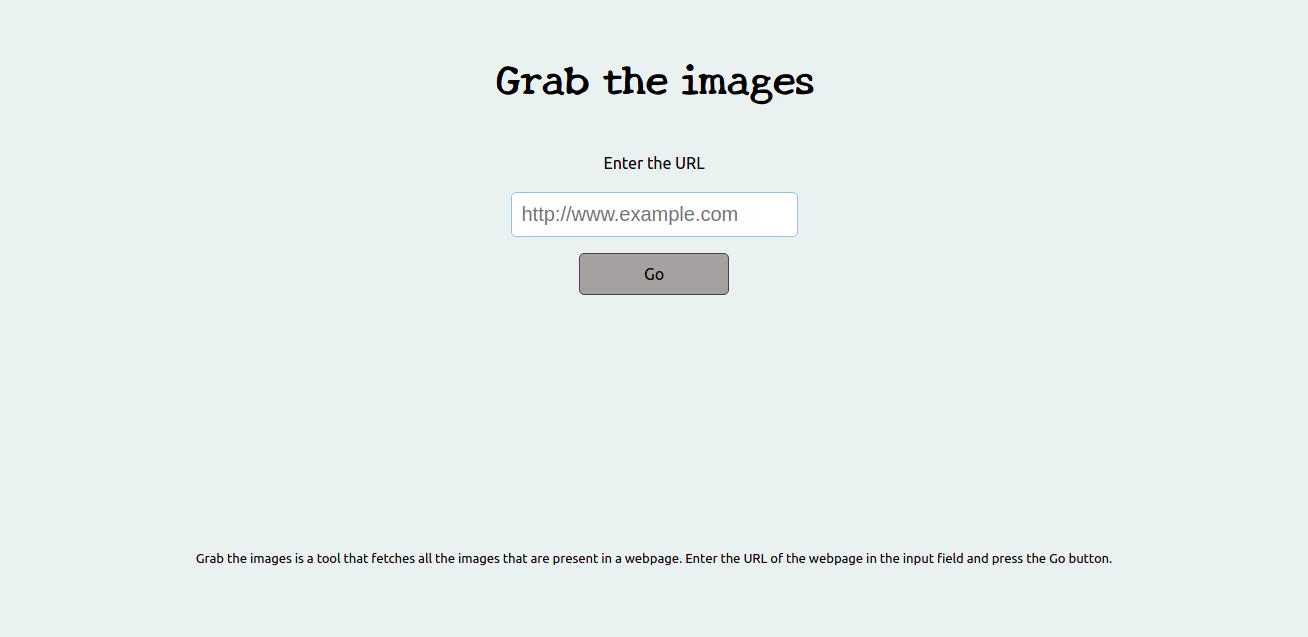 Grab the images
Enter the URL
http://www.example.com
Go
Grab the images is a tool that fetches all the images that are present in a webpage. Enter the URL of the webpage in the input field and press the Go button.